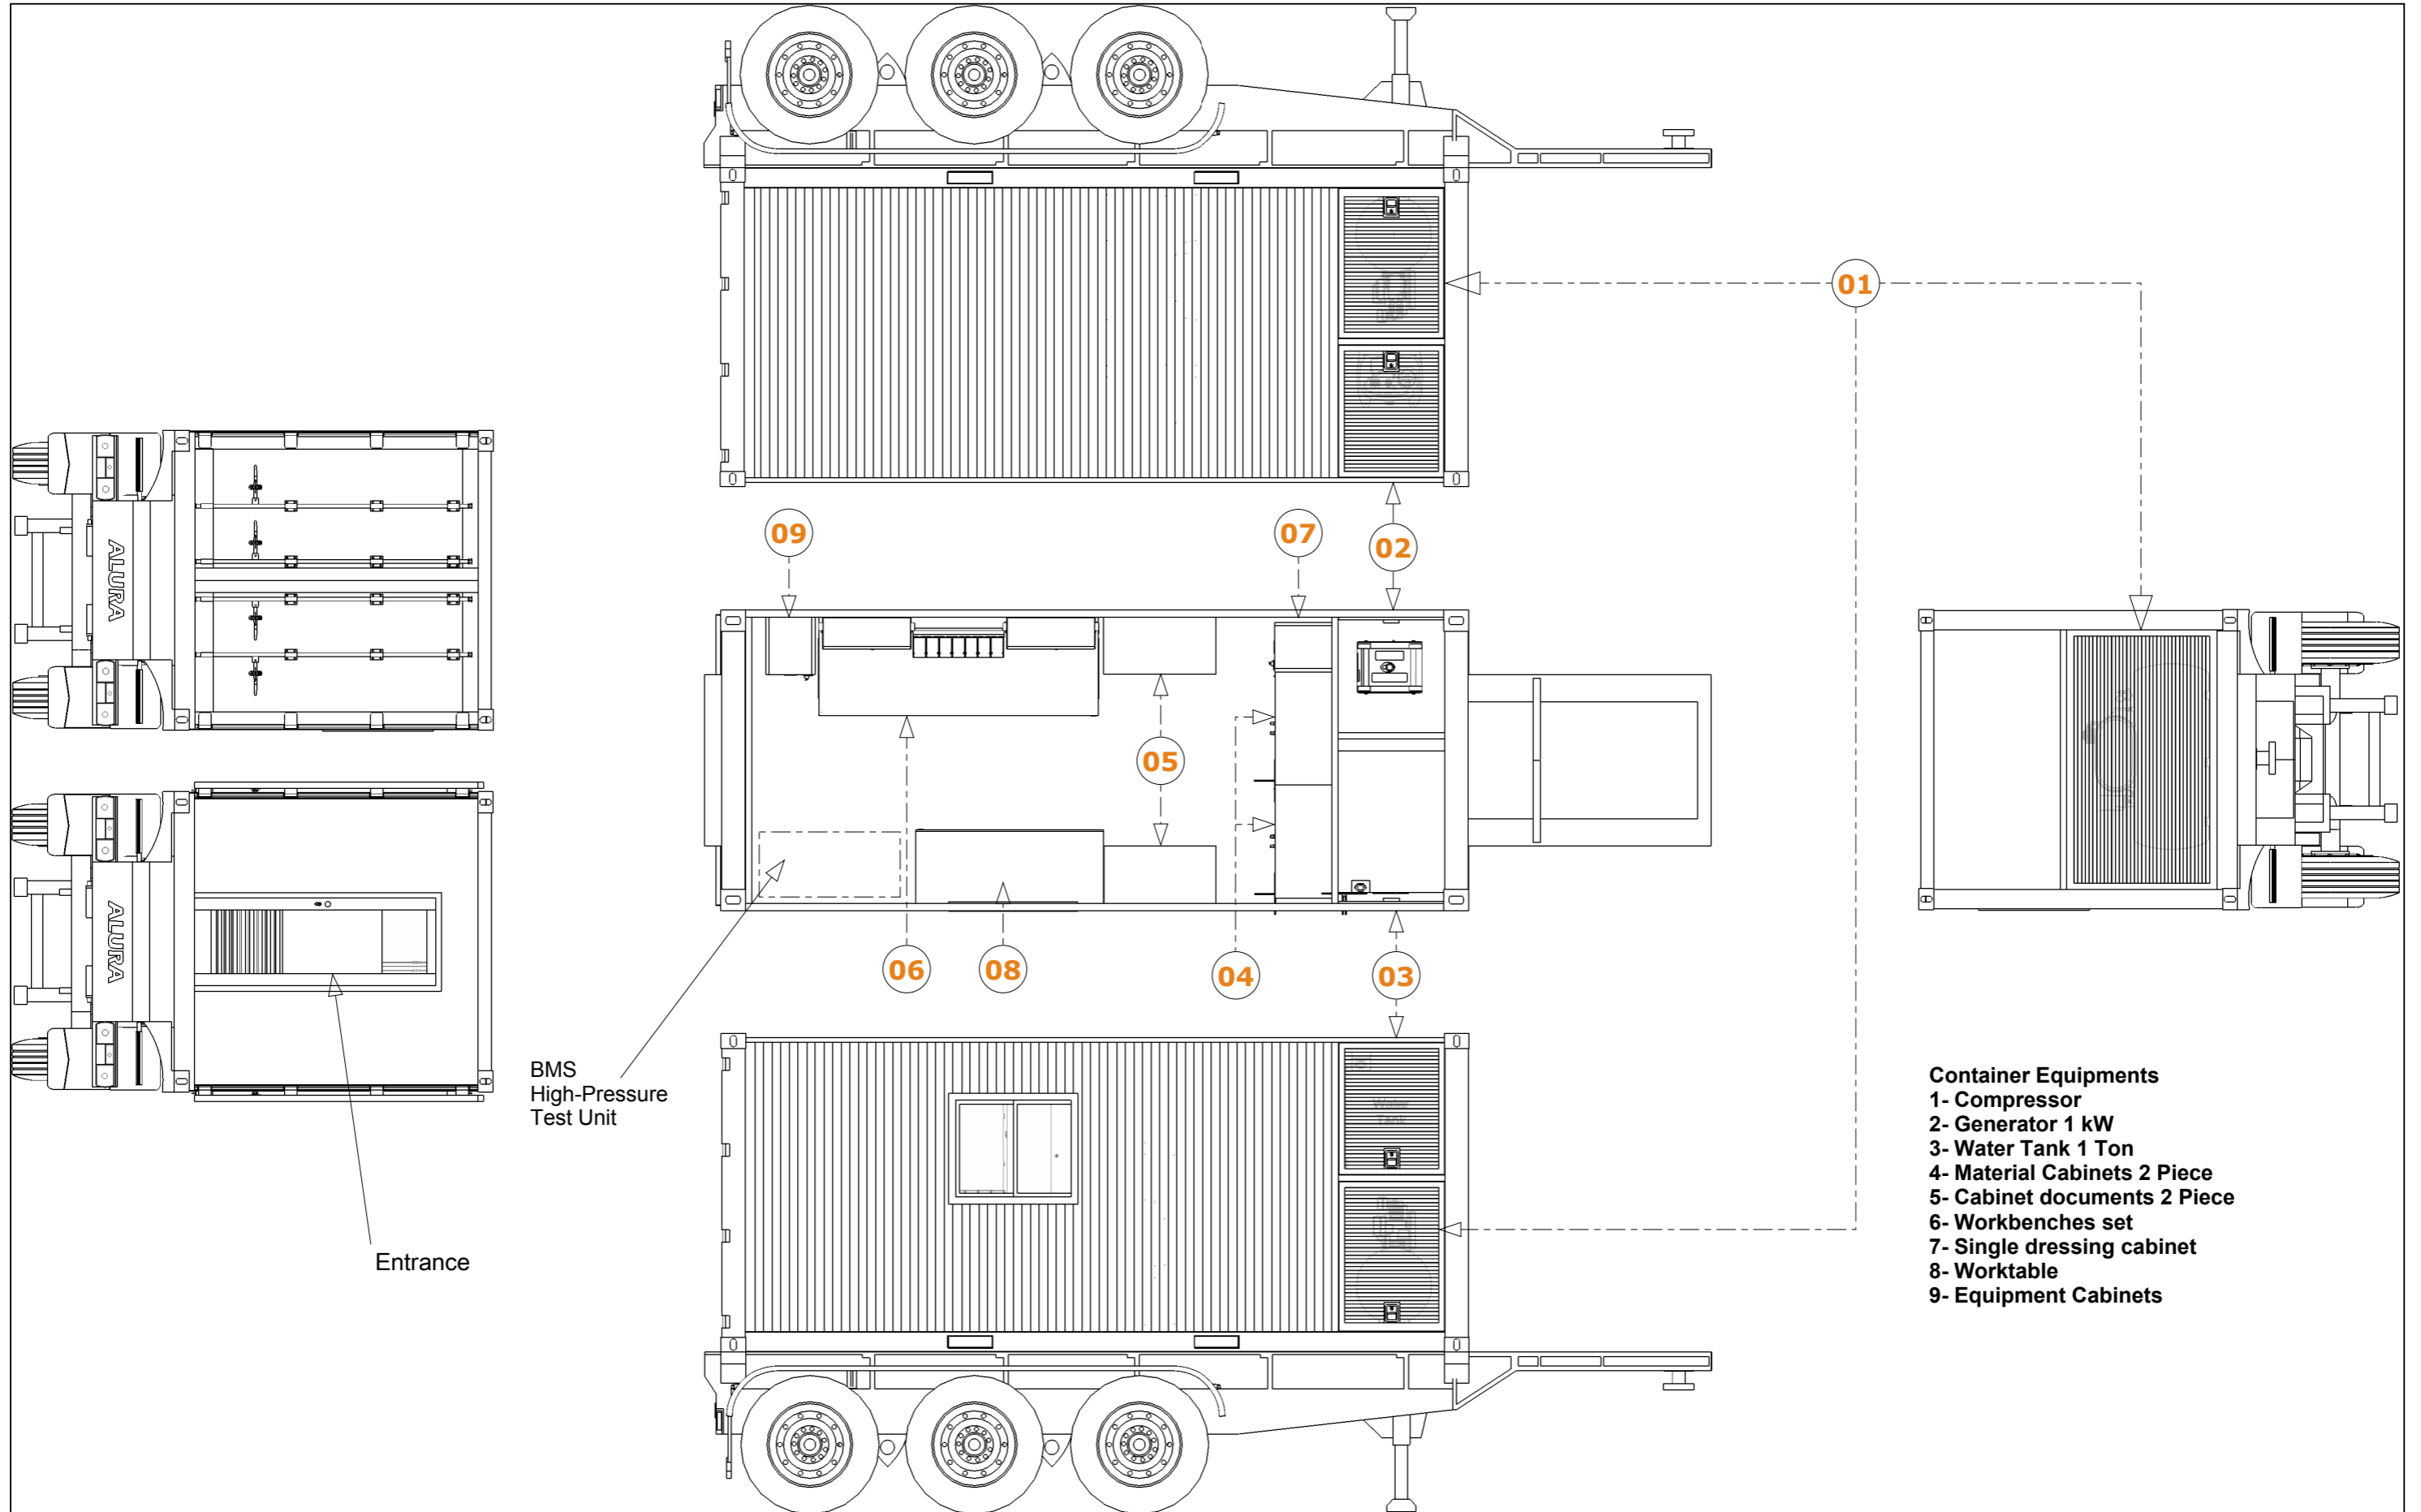 01
09
07
02
ALURA
05
06
08
04
03
ALURA
BMS
High-Pressure
Test Unit
Water
Tank
Entrance
Container Equipments
1- Compressor
2- Generator 1 kW
3- Water Tank 1 Ton
4- Material Cabinets 2 Piece
5- Cabinet documents 2 Piece
6- Workbenches set
7- Single dressing cabinet
8- Worktable
9- Equipment Cabinets